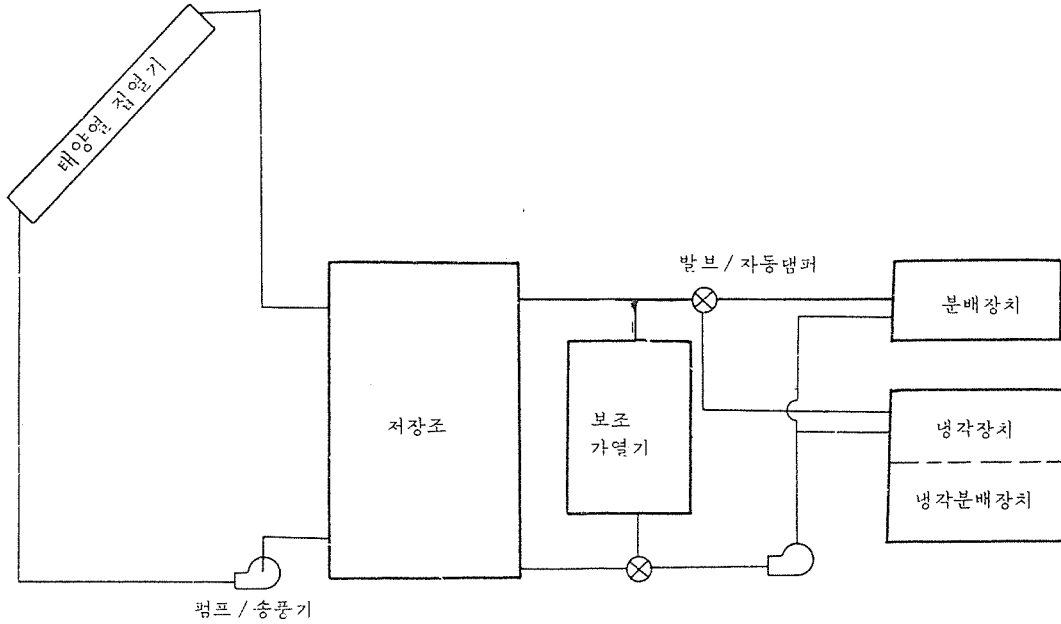 태양열 집열기
발브/자동댐퍼
분배장치
저장조
보조
가열기
냉각장치
냉각분배장치
펌프/송풍기